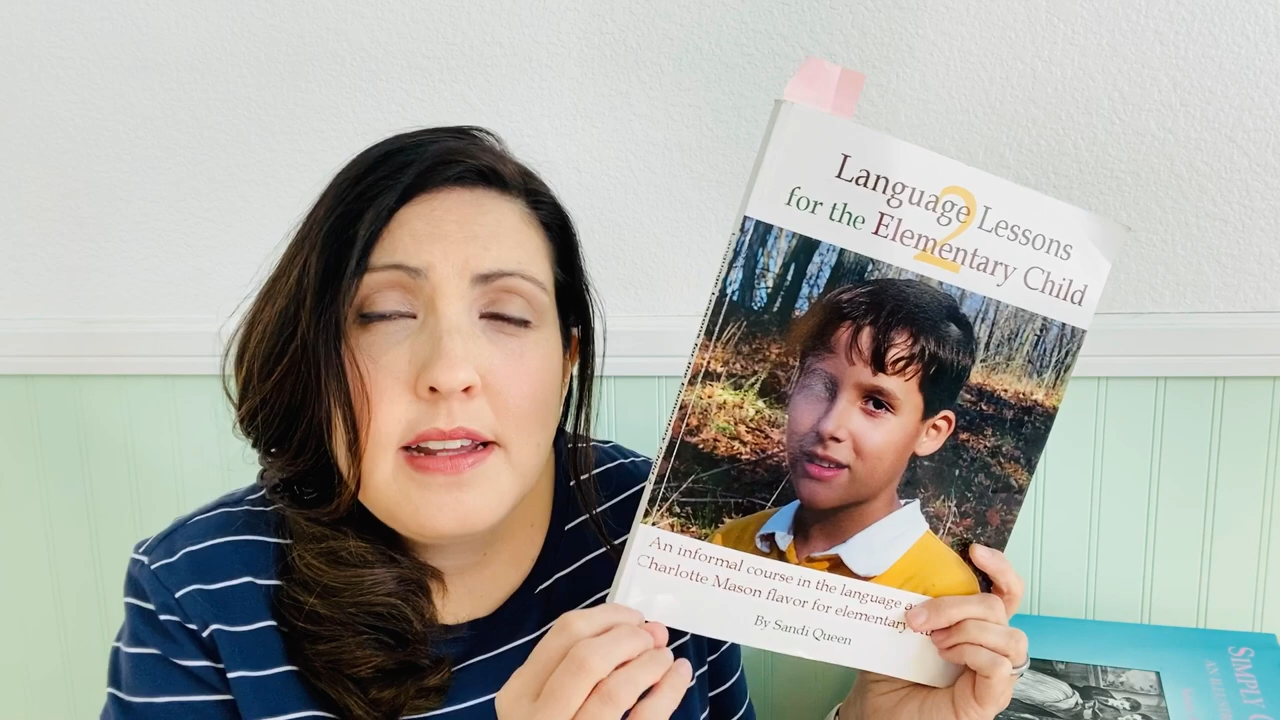 Language Lessons
2
for the Elementary Child
An informal course in the language
Charlotte Mason flavor for elementary
By Sandi Queen
SIMPLY